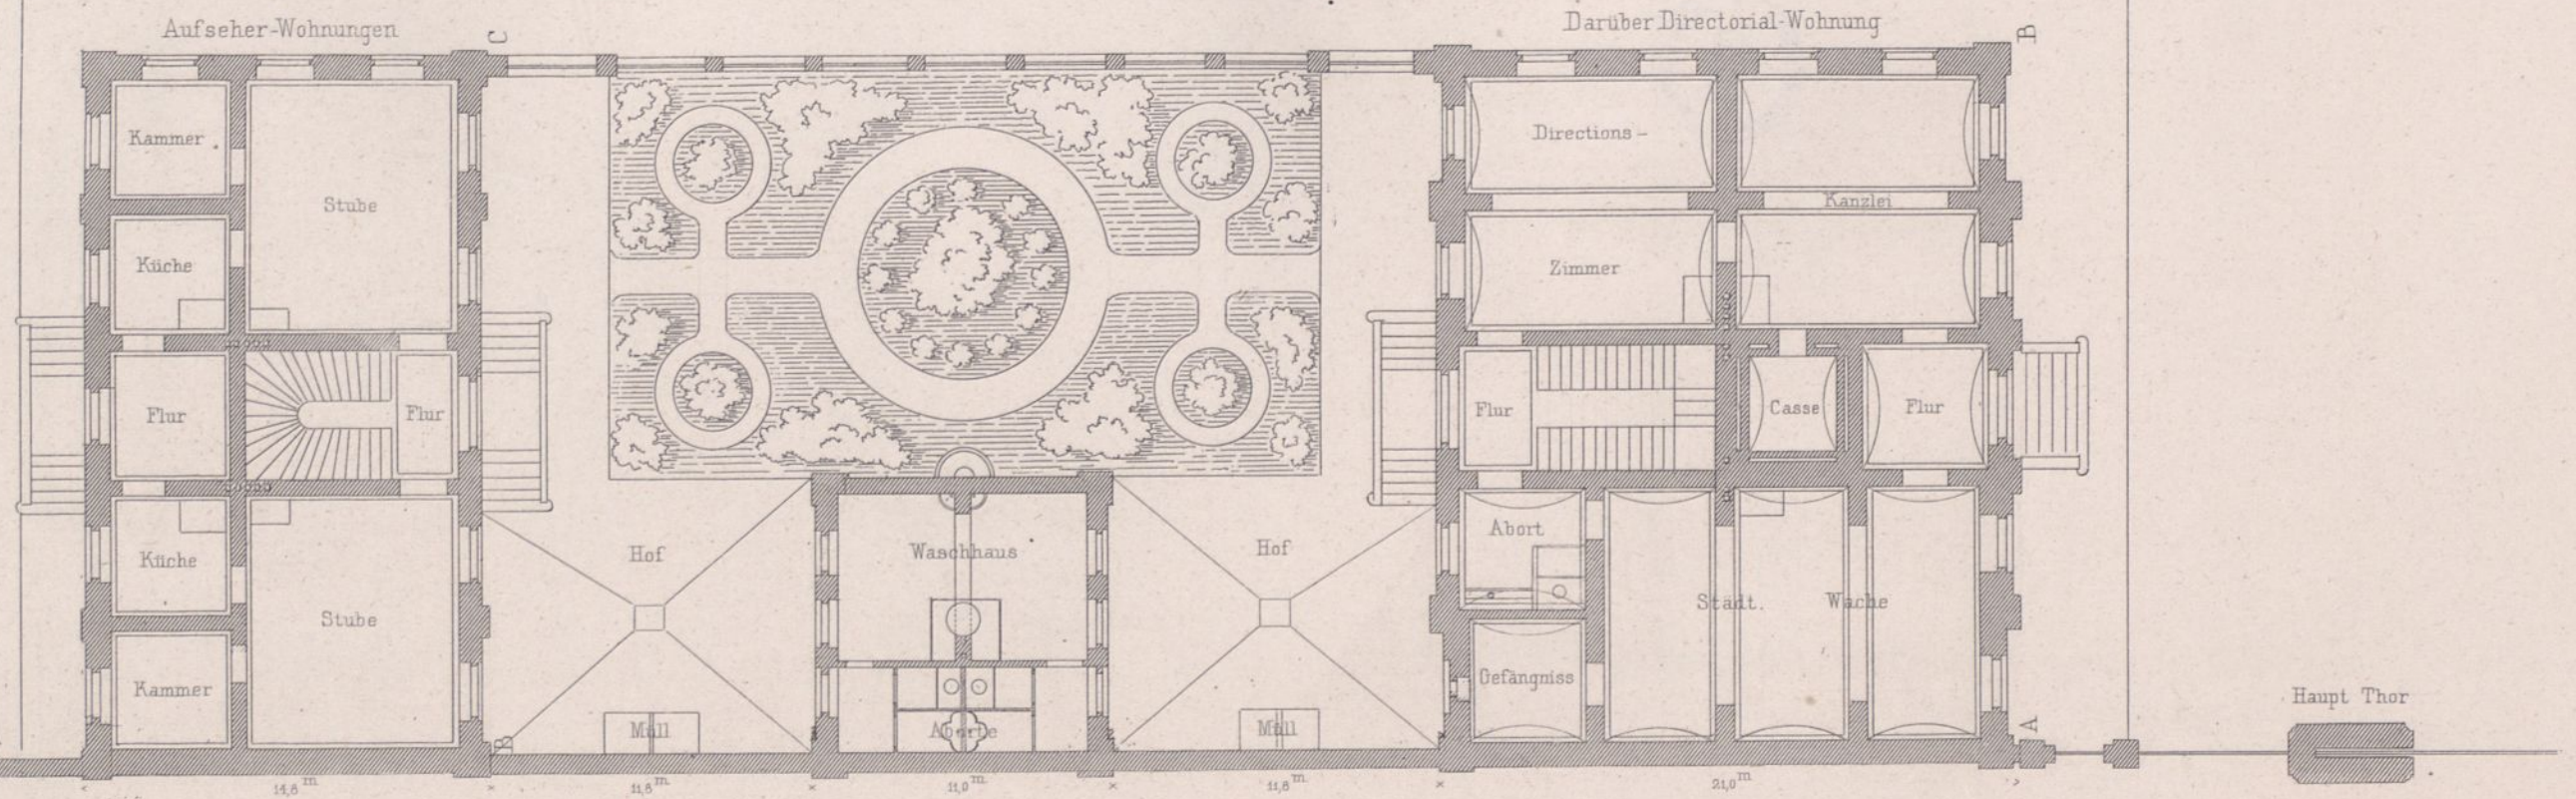 Aufseher-Wohnungen
Darüber Directorial-Wohnung
C
B
Kammer
Stube
Küche
Flur
Flur
Küche
Stube
Kammer
Hof
Müll
B
Waschhaus
Aborte
Hof
Müll
Directions-
Zimmer
Kanzlei
Flur
Casse
Flur
Abort
Gefängniss
Städt. Wache
A
Haupt Thor
14,8 m
11,8 m
11,0 m
11,8 m
21,0 m